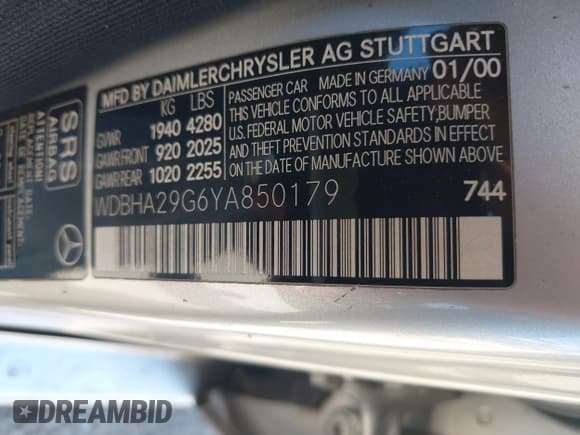 MFD BY DAIMLERCHRYSLER AG STUTTGART
KG LBS
GVWR 1940 4280
GAWR FRONT 920 2025
GAWR REAR 1020 2255
PASSENGER CAR MADE IN GERMANY 01/00
THIS VEHICLE CONFORMS TO ALL APPLICABLE
U.S. FEDERAL MOTOR VEHICLE SAFETY, BUMPER
AND THEFT PREVENTION STANDARDS IN EFFECT
ON THE DATE OF MANUFACTURE SHOWN ABOVE.
WDBHA29G6YA850179
744
SRS
AIRBAG
ATTENTION
DREAMBID